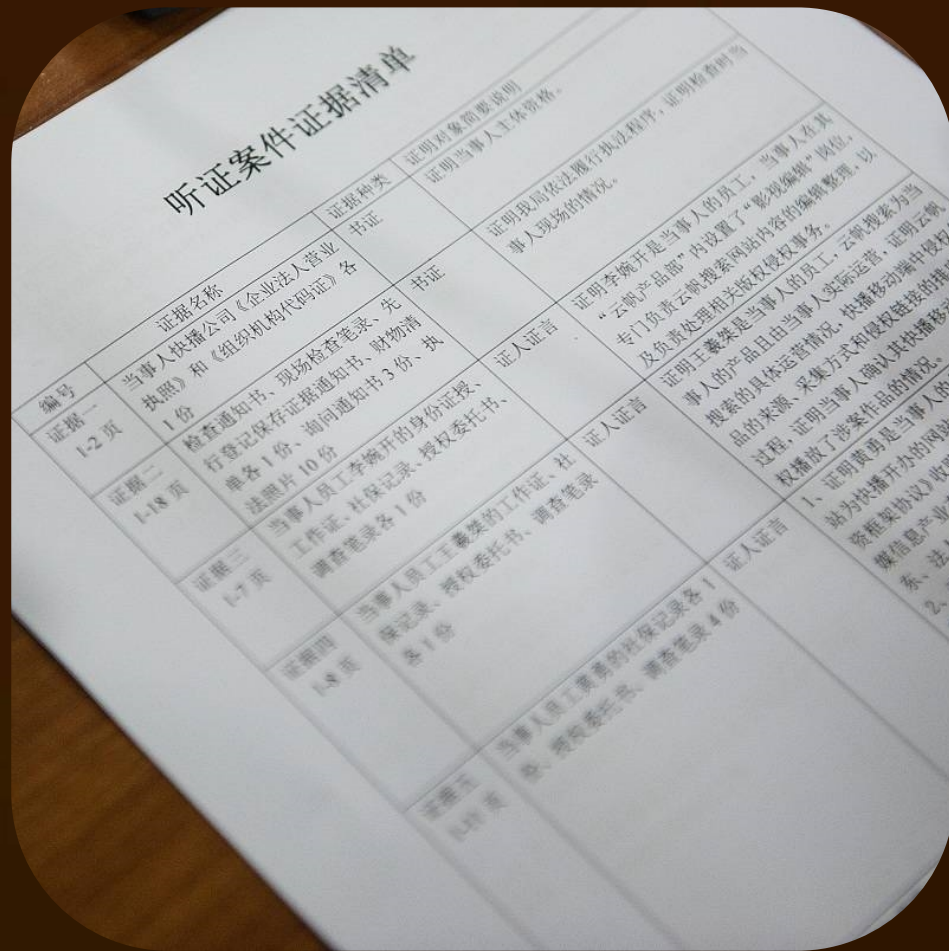 听证案件证据清单
编号
证据名称
证据种类
证明对象简要说明
证据一
1-2 页
当事人快播公司《企业法人营业
执照》和《组织机构代码证》各
1 份
书证
证明当事人主体资格。
证据二
1-18 页
检查通知书、现场检查笔录、先
行登记保存证据通知书、财物清
单各 1 份、询问通知书 3 份、执
法照片 10 份
书证
证明我局依法履行执法程序,证明检查时当
事人现场的情况。
证据三
1-7 页
当事人员工李婉开的身份证授、
工作证、社保记录、授权委托书、
调查笔录各 1 份
证人证言
证明李婉开是当事人的员工,当事人在其
“云帆产品部”内设置了“影视编辑”岗位,
专门负责云帆搜索网站内容的编辑整理,以
及负责处理相关版权侵权事务。
证据四
1-8 页
当事人员工王羲桀的工作证、社
保记录、授权委托书、调查笔录
各 1 份
证人证言
证明王羲桀是当事人的员工,云帆搜索为当
事人的产品且由当事人实际运营,证明云帆
搜索的具体运营情况,快播移动端中侵权
品的来源、采集方式和侵权链接的
过程,证明当事人确认其快播移
权播放了涉案作品的情况。
证据五
当事人员工黄勇的社保记录各 1
份、授权委托书、调查笔录 4 份
证人证言
1、证明黄勇是当事人
站为快播开办的网
资框架协议》收
媒信息产业
东、法
2、